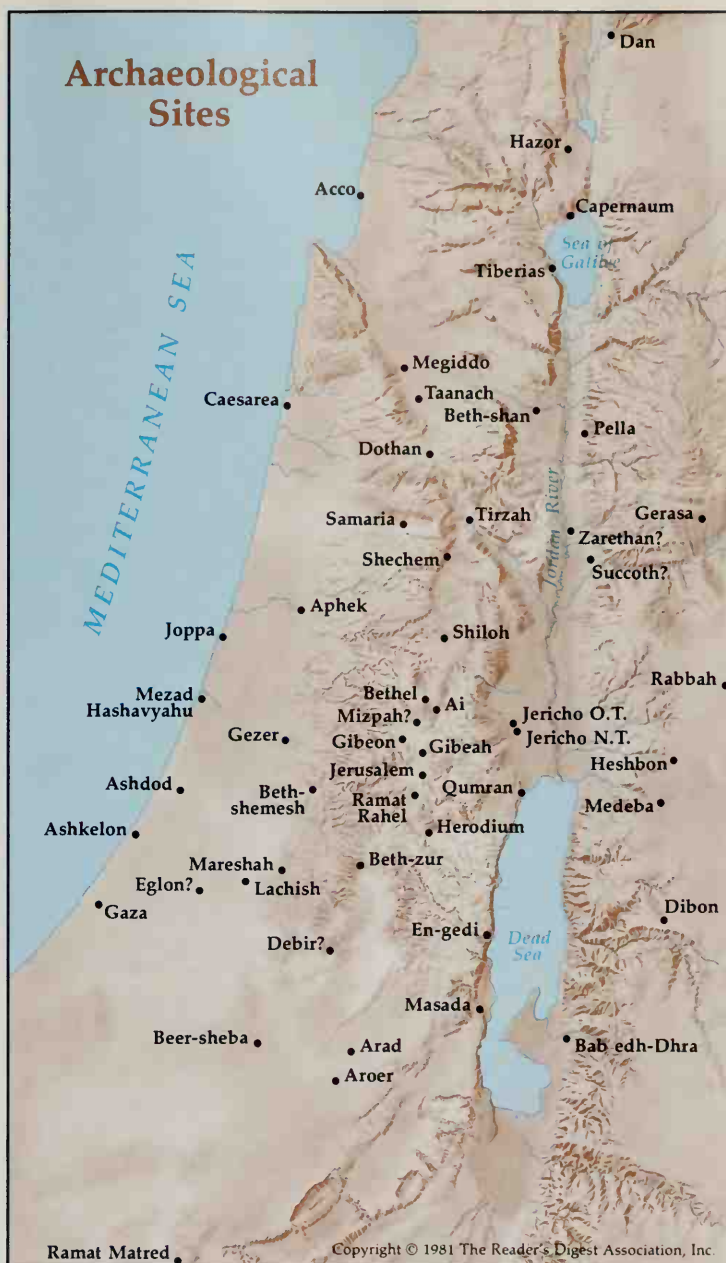 Archaeological
Sites
Dan
Hazor
Acco
Capernaum
Sea of
Galilee
Tiberias
MEDITERRANEAN SEA
Megiddo
Taanach
Caesarea
Beth-shan
Pella
Dothan
Jordan River
Samaria
Tirzah
Gerasa
Zarethan?
Shechem
Succoth?
Aphek
Joppa
Shiloh
Rabbah
Mezad
Hashavyahu
Bethel
Ai
Mizpah?
Jericho O.T.
Jericho N.T.
Gezer
Gibeon
Gibeah
Heshbon
Jerusalem
Ashdod
Beth-
shemesh
Ramat
Rahel
Qumran
Medeba
Ashkelon
Herodium
Mareshah
Beth-zur
Eglon?
Lachish
Gaza
Dibon
En-gedi
Dead
Sea
Debir?
Masada
Beer-sheba
Arad
Bab edh-Dhra
Aroer
Ramat Matred
Copyright © 1981 The Reader's Digest Association, Inc.